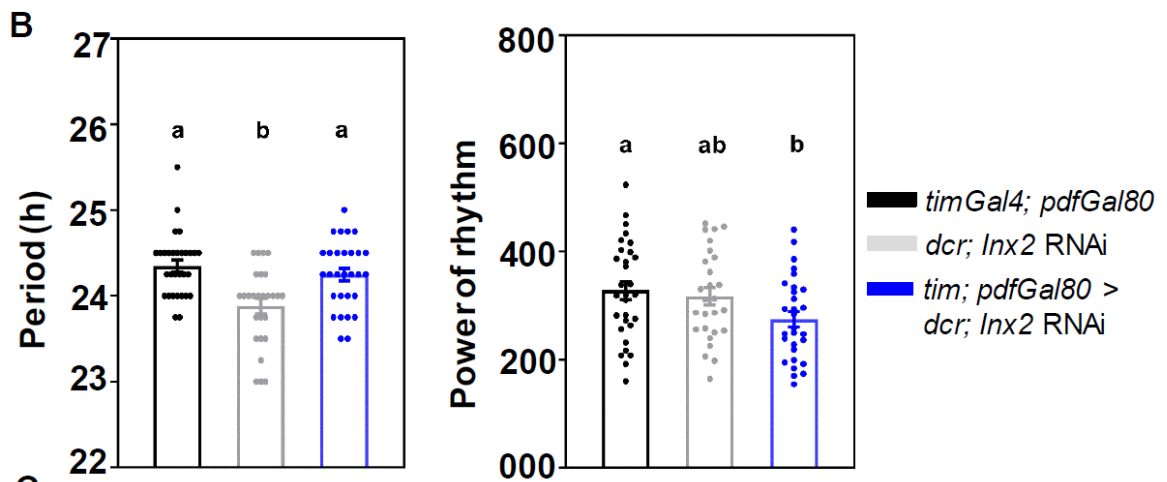 B
Period (h)
27
26
25
24
23
22
a
b
a
Power of rhythm
800
600
400
200
000
a
ab
b
timGal4; pdfGal80
dcr; Inx2 RNAi
tim; pdfGal80 >
dcr; Inx2 RNAi